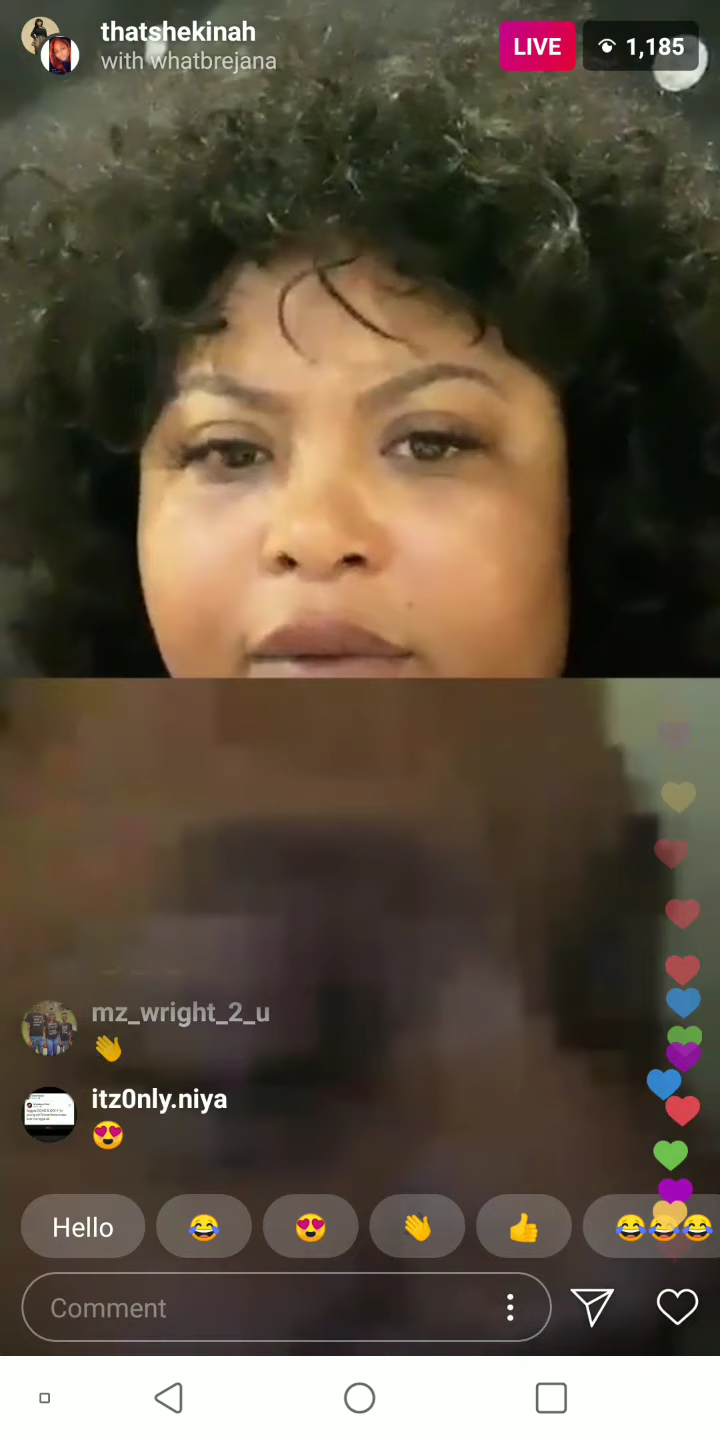 thatshekinah
with whatbrejana
LIVE
1,185
mz_wright_2_u
👋
itz0nly.niya
😍
Hello
😂
😍
👋
👍
😂😂😂
Comment